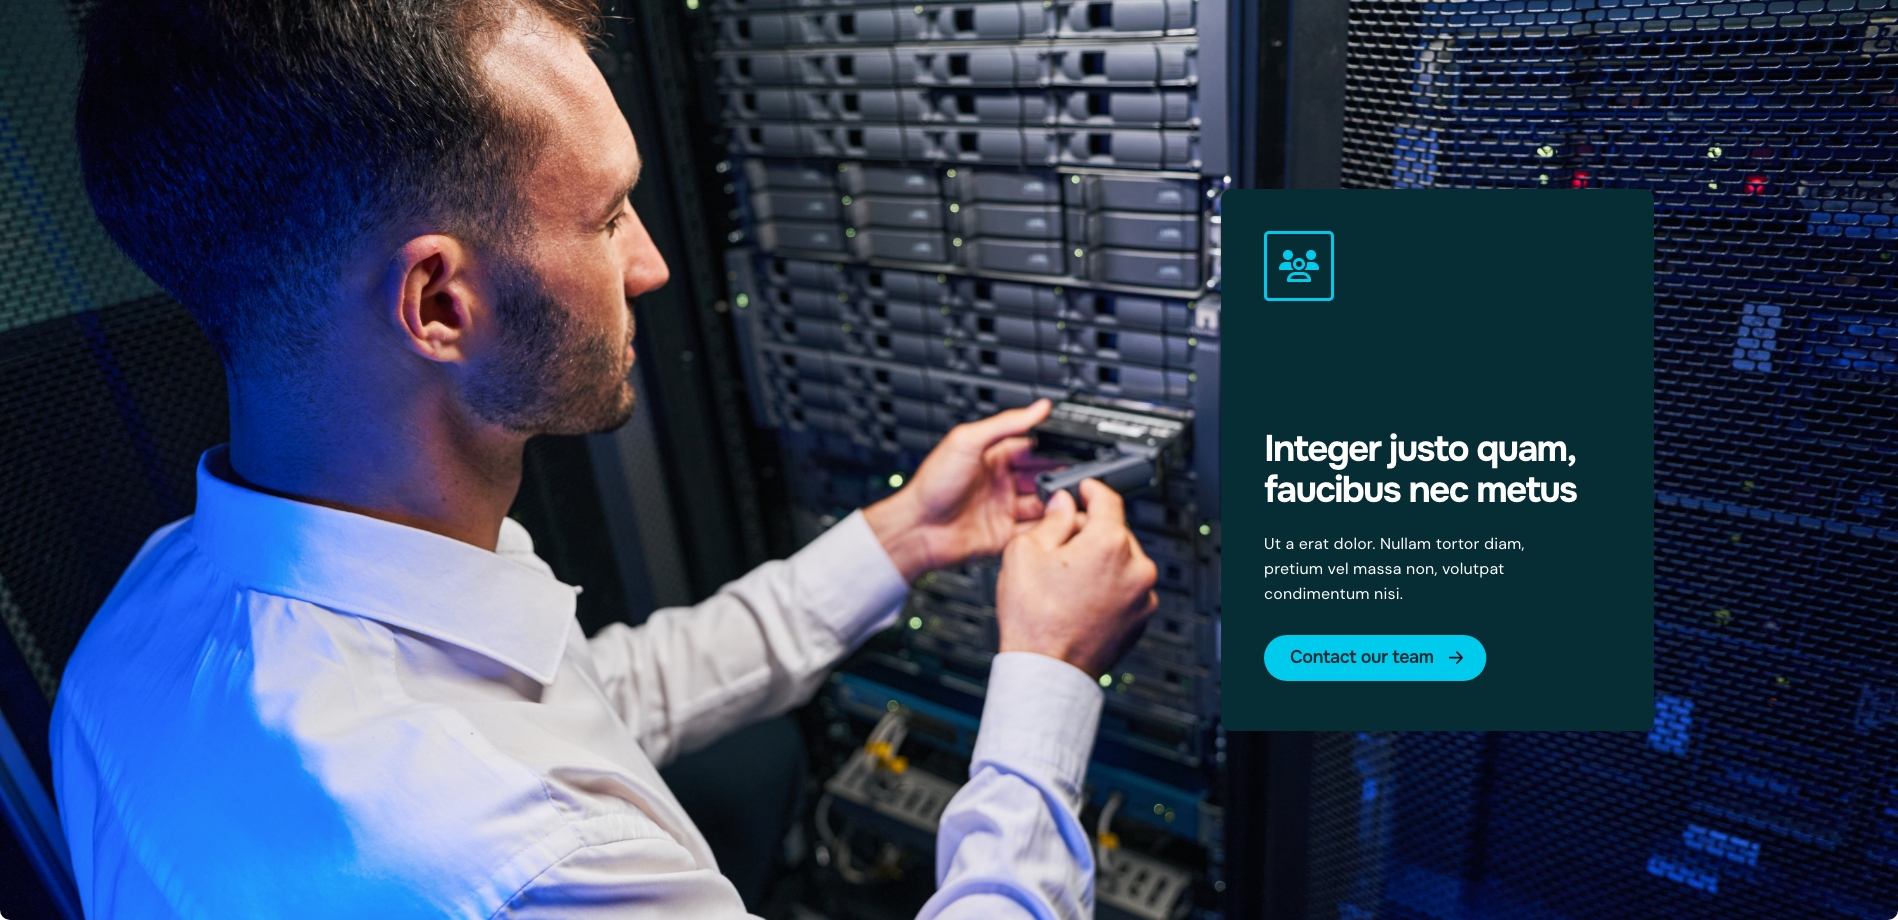 Integer justo quam,
faucibus nec metus
Ut a erat dolor. Nullam tortor diam,
pretium vel massa non, volutpat
condimentum nisi.
Contact our team